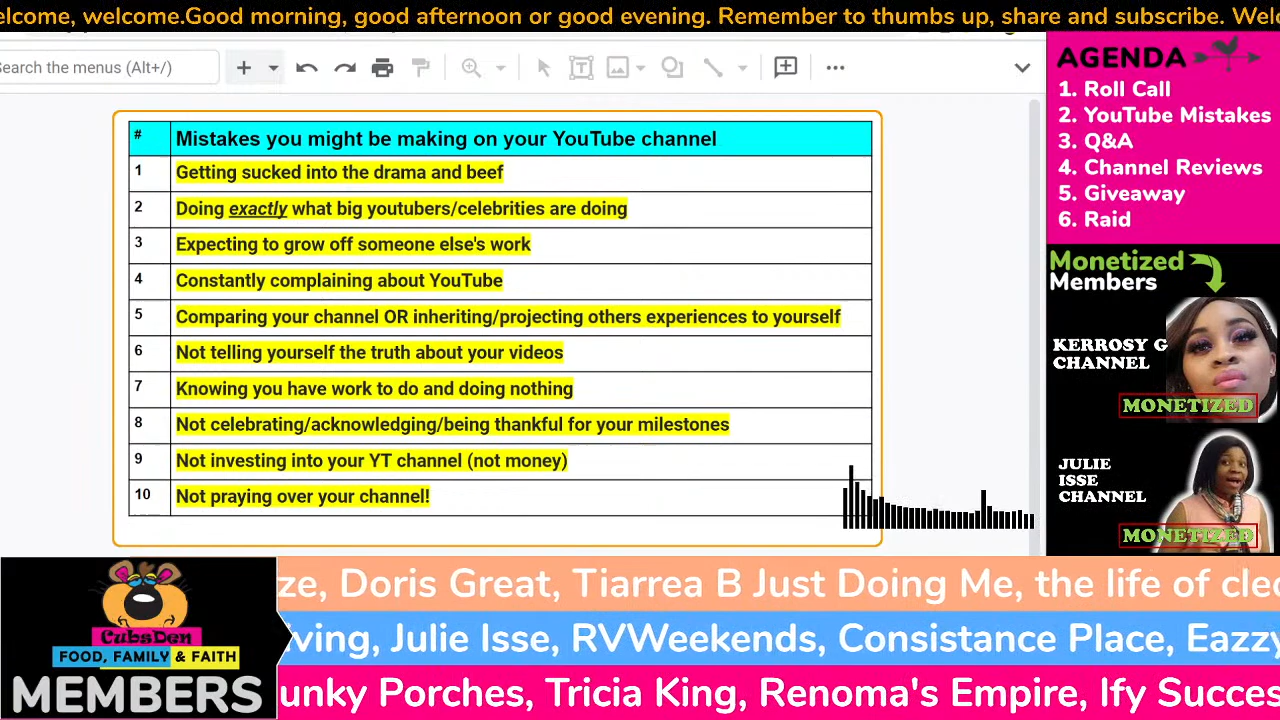 elcome, welcome.Good morning, good afternoon or good evening. Remember to thumbs up, share and subscribe. Welc
Search the menus (Alt+/)
# Mistakes you might be making on your YouTube channel
1 Getting sucked into the drama and beef
2 Doing exactly what big youtubers/celebrities are doing
3 Expecting to grow off someone else's work
4 Constantly complaining about YouTube
5 Comparing your channel OR inheriting/projecting others experiences to yourself
6 Not telling yourself the truth about your videos
7 Knowing you have work to do and doing nothing
8 Not celebrating/acknowledging/being thankful for your milestones
9 Not investing into your YT channel (not money)
10 Not praying over your channel!
AGENDA
1. Roll Call
2. YouTube Mistakes
3. Q&A
4. Channel Reviews
5. Giveaway
6. Raid
Monetized
Members
KERROSY G
CHANNEL
MONETIZED
JULIE
ISSE
CHANNEL
MONETIZED
CubsDen
FOOD, FAMILY & FAITH
MEMBERS
ze, Doris Great, Tiarrea B Just Doing Me, the life of cleo
iving, Julie Isse, RVWeekends, Consistance Place, Eazzy
unky Porches, Tricia King, Renoma's Empire, Ify Succes